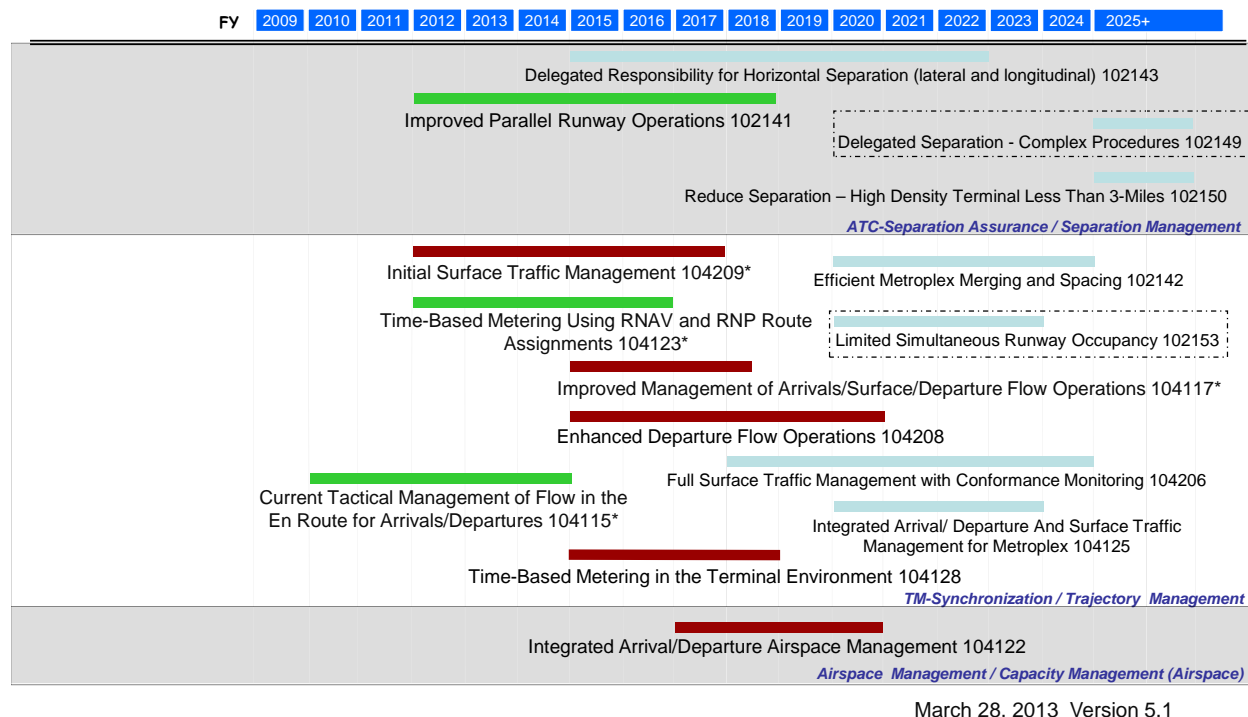 FY 2009 2010 2011 2012 2013 2014 2015 2016 2017 2018 2019 2020 2021 2022 2023 2024 2025+
Delegated Responsibility for Horizontal Separation (lateral and longitudinal) 102143
Improved Parallel Runway Operations 102141
Delegated Separation - Complex Procedures 102149
Reduce Separation – High Density Terminal Less Than 3-Miles 102150
ATC-Separation Assurance / Separation Management
Initial Surface Traffic Management 104209*
Efficient Metroplex Merging and Spacing 102142
Time-Based Metering Using RNAV and RNP Route
Assignments 104123*
Limited Simultaneous Runway Occupancy 102153
Improved Management of Arrivals/Surface/Departure Flow Operations 104117*
Enhanced Departure Flow Operations 104208
Full Surface Traffic Management with Conformance Monitoring 104206
Current Tactical Management of Flow in the
En Route for Arrivals/Departures 104115*
Integrated Arrival/ Departure And Surface Traffic
Management for Metroplex 104125
Time-Based Metering in the Terminal Environment 104128
TM-Synchronization / Trajectory Management
Integrated Arrival/Departure Airspace Management 104122
Airspace Management / Capacity Management (Airspace)
March 28, 2013 Version 5.1